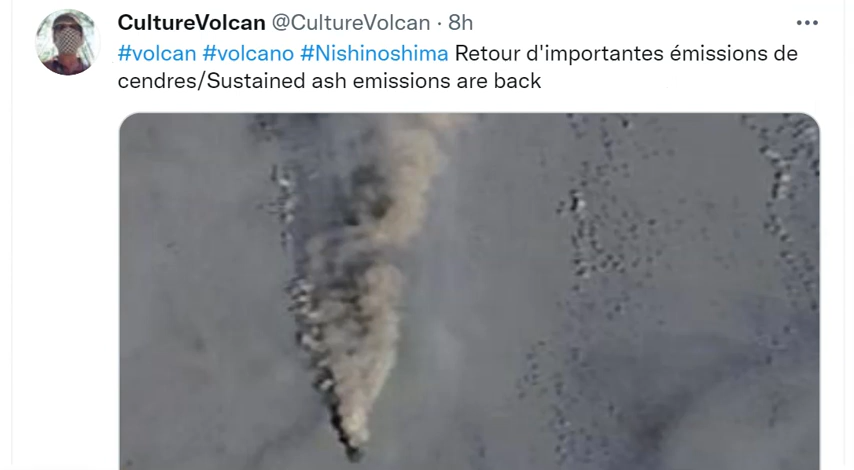 CultureVolcan @CultureVolcan · 8h
#volcan #volcano #Nishinoshima Retour d'importantes émissions de
cendres/Sustained ash emissions are back